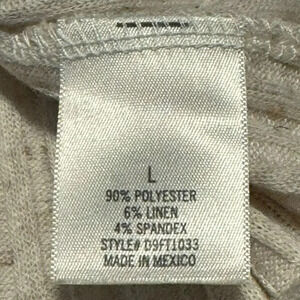 L
90% POLYESTER
6% LINEN
4% SPANDEX
STYLE# D9FT1033
MADE IN MEXICO